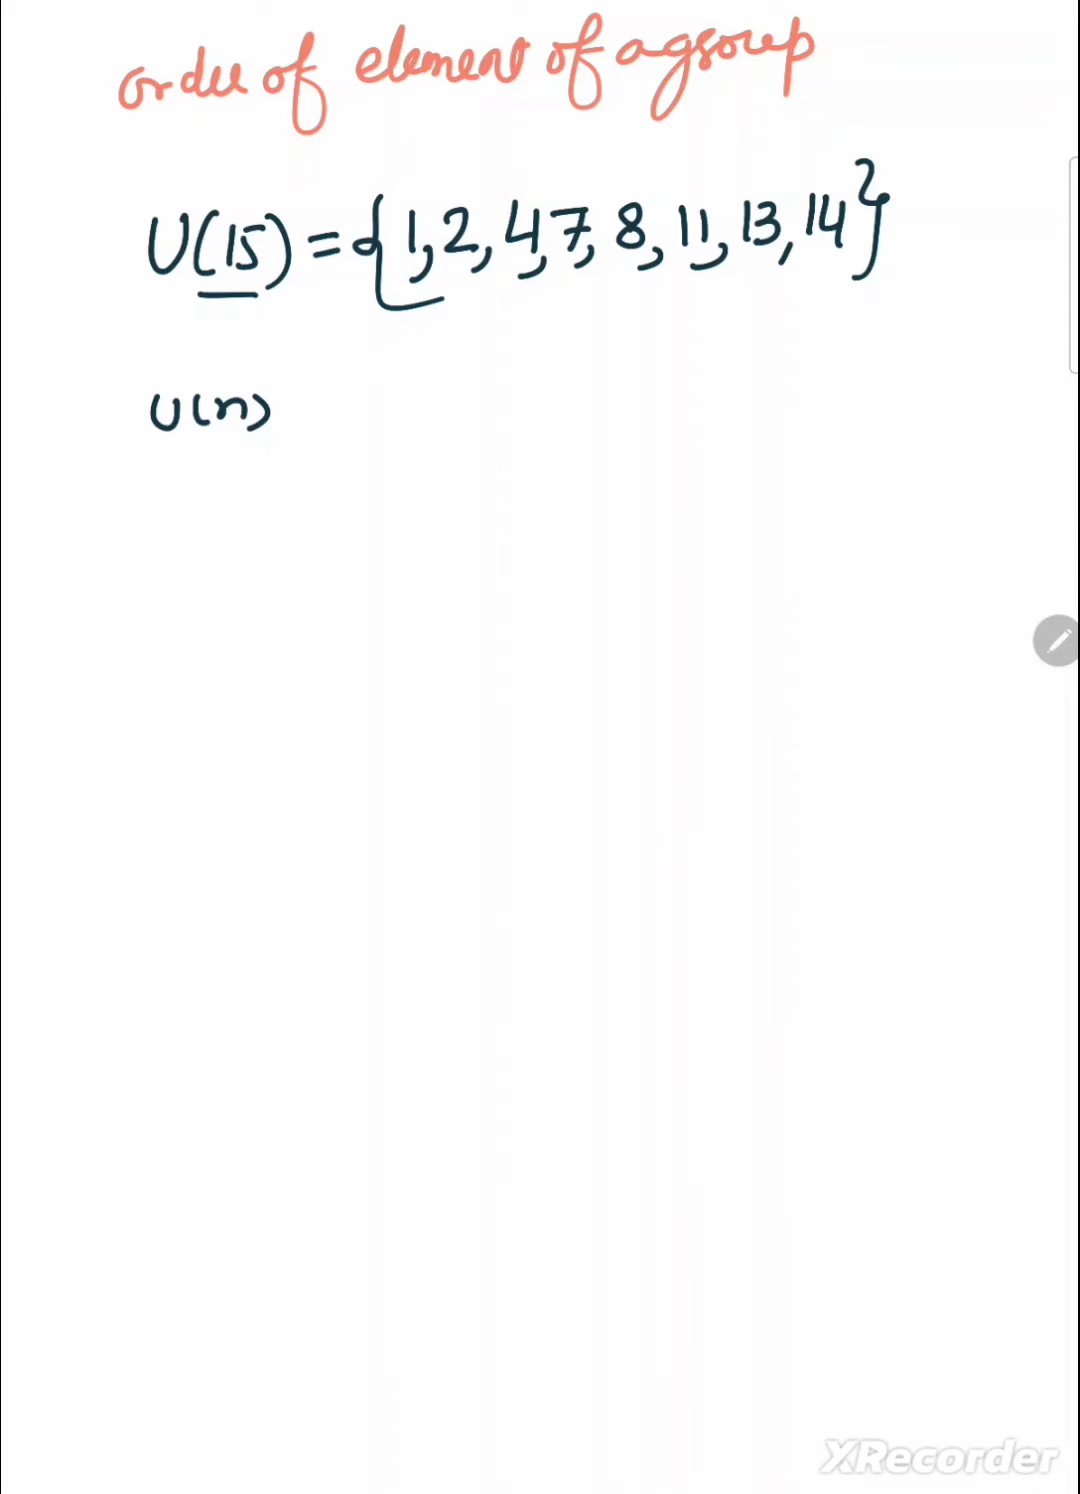 order of element of a group
U(15) = {1, 2, 4, 7, 8, 11, 13, 14}
U(n)
XRecorder